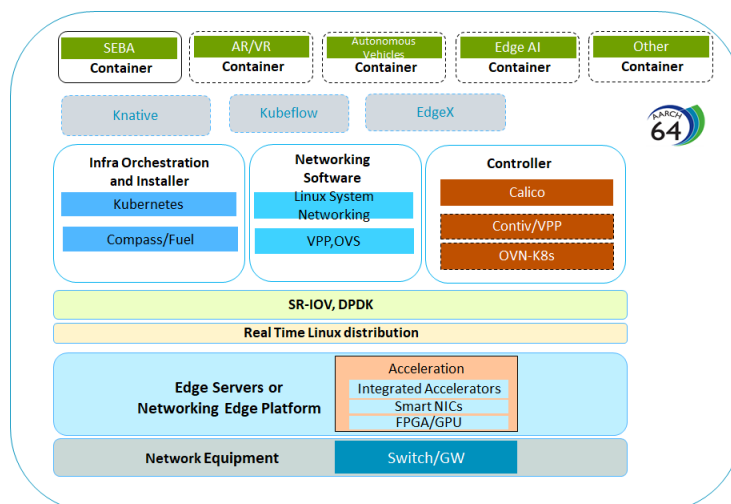 SEBA
Container
AR/VR
Container
Autonomous
Vehicles
Container
Edge AI
Container
Other
Container
Knative
Kubeflow
EdgeX
AARCH
64
Infra Orchestration
and Installer
Kubernetes
Compass/Fuel
Networking
Software
Linux System
Networking
VPP,OVS
Controller
Calico
Contiv/VPP
OVN-K8s
SR-IOV, DPDK
Real Time Linux distribution
Edge Servers or
Networking Edge Platform
Acceleration
Integrated Accelerators
Smart NICs
FPGA/GPU
Network Equipment
Switch/GW